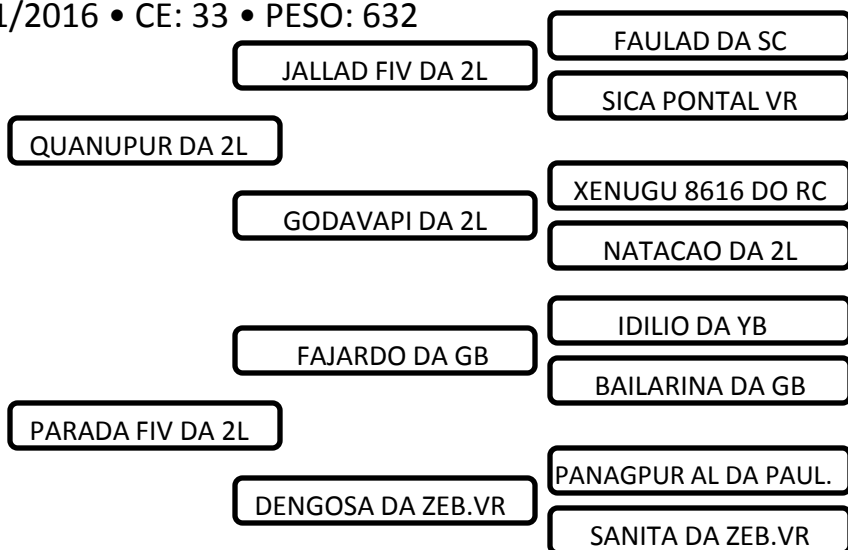 1/2016 • CE: 33 • PESO: 632
FAULAD DA SC
JALLAD FIV DA 2L
SICA PONTAL VR
QUANUPUR DA 2L
XENUGU 8616 DO RC
GODAVAPI DA 2L
NATACAO DA 2L
IDILIO DA YB
FAJARDO DA GB
BAILARINA DA GB
PARADA FIV DA 2L
PANAGPUR AL DA PAUL.
DENGOSA DA ZEB.VR
SANITA DA ZEB.VR